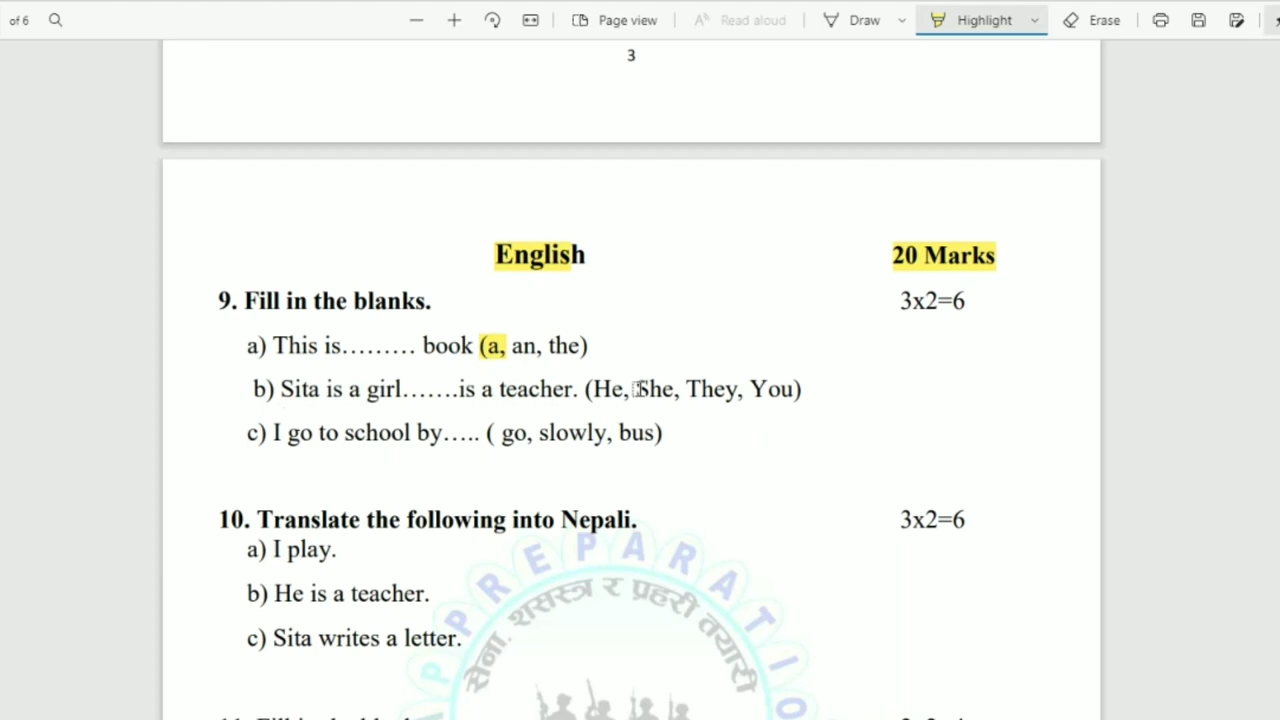 of 6 Page view Read aloud Draw Highlight Erase
3
English 20 Marks
9. Fill in the blanks. 3x2=6
a) This is......... book (a, an, the)
b) Sita is a girl.......is a teacher. (He, She, They, You)
c) I go to school by..... ( go, slowly, bus)
10. Translate the following into Nepali. 3x2=6
a) I play.
b) He is a teacher.
c) Sita writes a letter.
PREPARATIO
सेना. शसस्त्र र प्रहरी तयारी